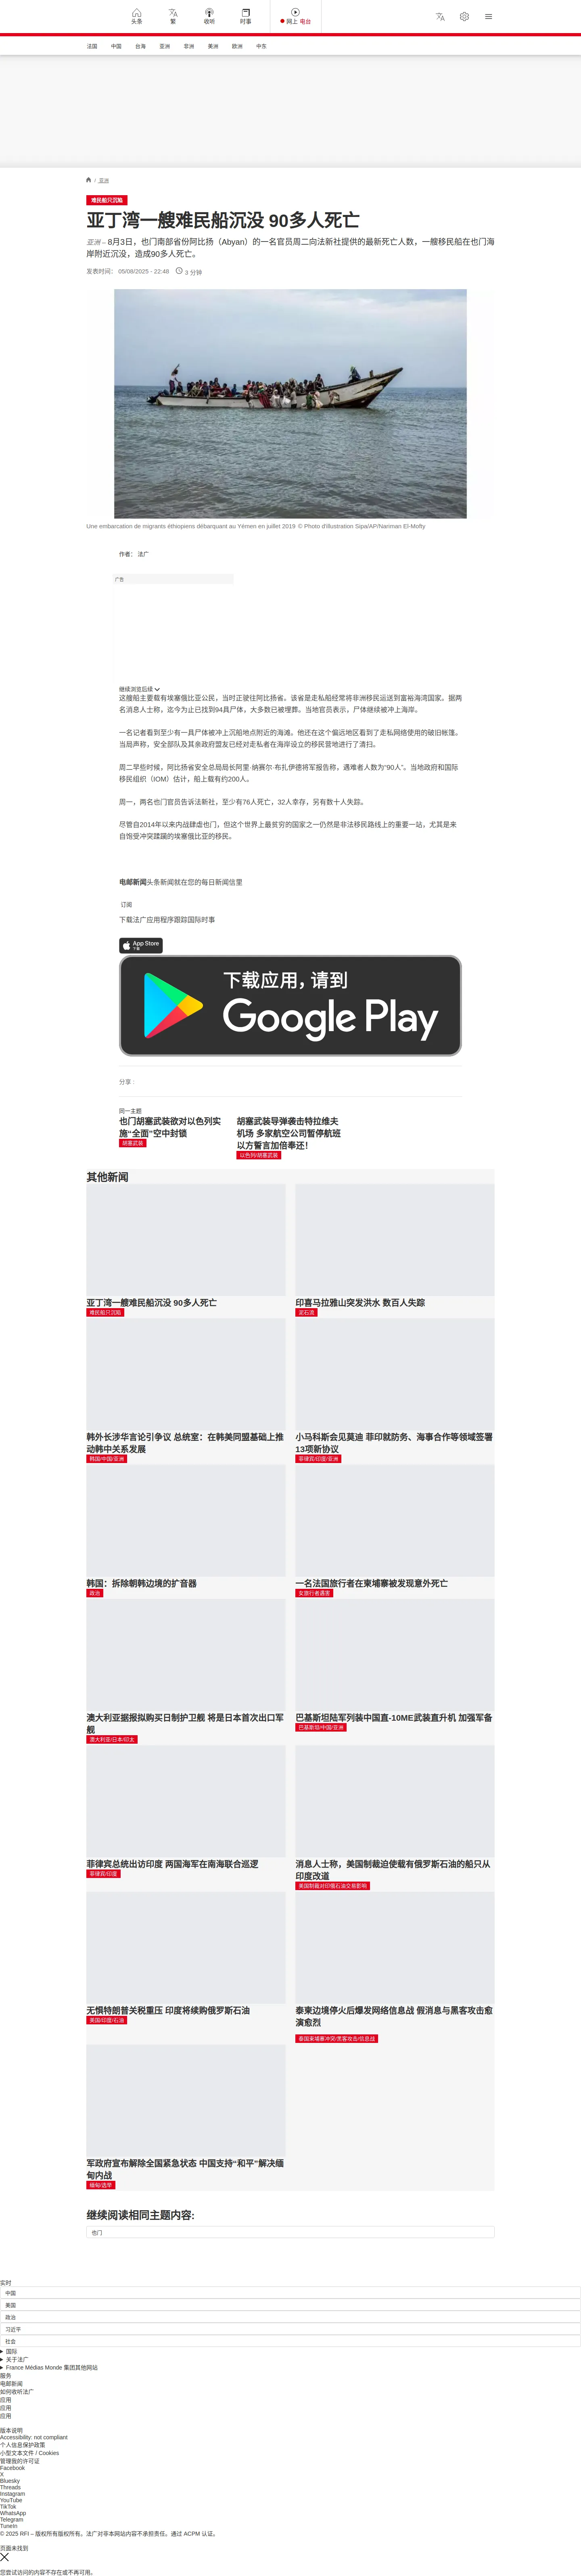 头条
繁
收听
时事
网上 电台
法国 中国 台海 亚洲 非洲 美洲 欧洲 中东
/ 亚洲
难民船只沉陷
亚丁湾一艘难民船沉没 90多人死亡
亚洲 – 8月3日，也门南部省份阿比扬（Abyan）的一名官员周二向法新社提供的最新死亡人数，一艘移民船在也门海
岸附近沉没，造成90多人死亡。
发表时间： 05/08/2025 - 22:48 3 分钟
Une embarcation de migrants éthiopiens débarquant au Yémen en juillet 2019 © Photo d'illustration Sipa/AP/Nariman El-Mofty
作者： 法广
广告
继续浏览后续
这艘船主要载有埃塞俄比亚公民，当时正驶往阿比扬省。该省是走私船经常将非洲移民运送到富裕海湾国家。据两
名消息人士称，迄今为止已找到94具尸体，大多数已被埋葬。当地官员表示，尸体继续被冲上海岸。
一名记者看到至少有一具尸体被冲上沉船地点附近的海滩。他还在这个偏远地区看到了走私网络使用的破旧帐篷。
当局声称，安全部队及其亲政府盟友已经对走私者在海岸设立的移民营地进行了清扫。
周二早些时候，阿比扬省安全总局局长阿里·纳赛尔·布扎伊德将军报告称，遇难者人数为“90人”。当地政府和国际
移民组织（IOM）估计，船上载有约200人。
周一，两名也门官员告诉法新社，至少有76人死亡，32人幸存，另有数十人失踪。
尽管自2014年以来内战肆虐也门，但这个世界上最贫穷的国家之一仍然是非法移民路线上的重要一站，尤其是来
自饱受冲突蹂躏的埃塞俄比亚的移民。
电邮新闻头条新闻就在您的每日新闻信里
订阅
下载法广应用程序跟踪国际时事
App Store
下载
下载应用，请到
Google Play
分享 :
同一主题
也门胡塞武装欲对以色列实
施“全面”空中封锁
胡塞武装
胡塞武装导弹袭击特拉维夫
机场 多家航空公司暂停航班
以方誓言加倍奉还！
以色列/胡塞武装
其他新闻
亚丁湾一艘难民船沉没 90多人死亡
难民船只沉陷
印喜马拉雅山突发洪水 数百人失踪
泥石流
韩外长涉华言论引争议 总统室：在韩美同盟基础上推
动韩中关系发展
韩国/中国/亚洲
小马科斯会见莫迪 菲印就防务、海事合作等领域签署
13项新协议
菲律宾/印度/亚洲
韩国：拆除朝韩边境的扩音器
政治
一名法国旅行者在柬埔寨被发现意外死亡
女旅行者遇害
澳大利亚据报拟购买日制护卫舰 将是日本首次出口军
舰
澳大利亚/日本/印太
巴基斯坦陆军列装中国直-10ME武装直升机 加强军备
巴基斯坦/中国/亚洲
菲律宾总统出访印度 两国海军在南海联合巡逻
菲律宾/印度
消息人士称，美国制裁迫使载有俄罗斯石油的船只从
印度改道
美国制裁对印俄石油交易影响
无惧特朗普关税重压 印度将续购俄罗斯石油
美国/印度/石油
泰柬边境停火后爆发网络信息战 假消息与黑客攻击愈
演愈烈
泰国柬埔寨冲突/黑客攻击/信息战
军政府宣布解除全国紧急状态 中国支持“和平”解决缅
甸内战
缅甸/选举
继续阅读相同主题内容:
也门
实时
中国
美国
政治
习近平
社会
国际
关于法广
France Médias Monde 集团其他网站
服务
电邮新闻
如何收听法广
应用
应用
应用
版本说明
Accessibility: not compliant
个人信息保护政策
小型文本文件 / Cookies
管理我的许可证
Facebook
X
Bluesky
Threads
Instagram
YouTube
TikTok
WhatsApp
Telegram
TuneIn
© 2025 RFI – 版权所有版权所有。法广对非本网站内容不承担责任。通过 ACPM 认证。
页面未找到
您尝试访问的内容不存在或不再可用。